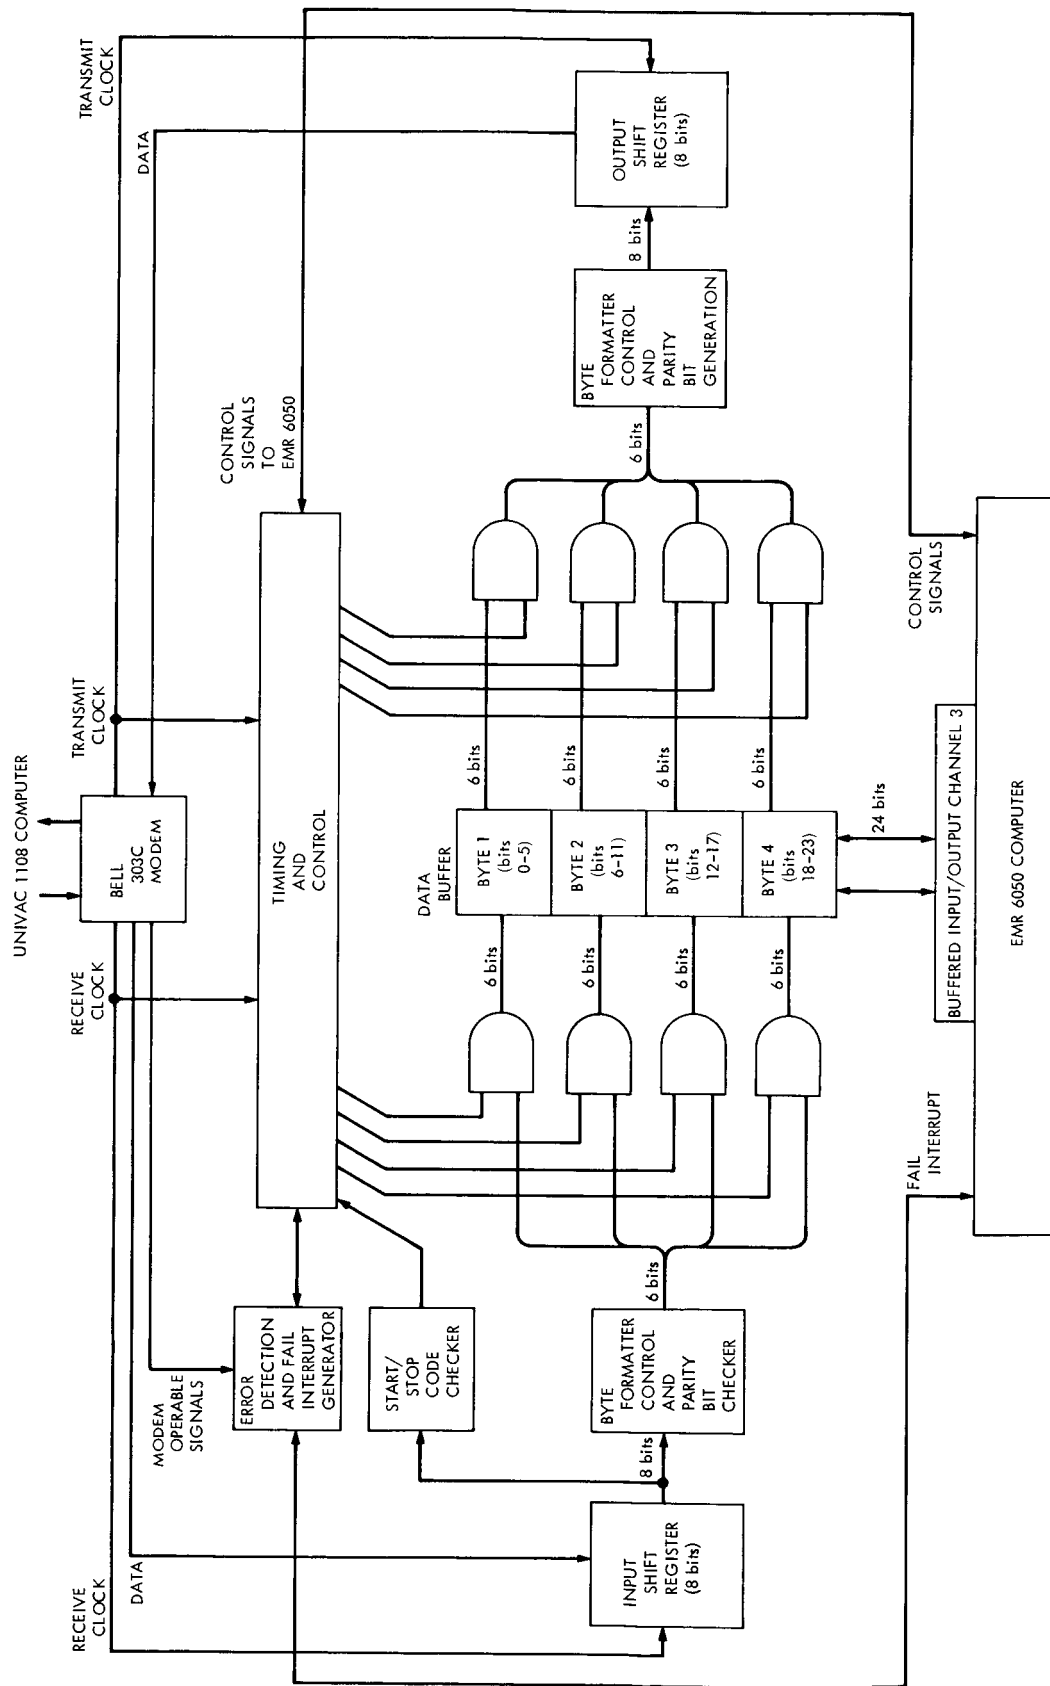 UNIVAC 1108 COMPUTER
BELL
303C
MODEM
RECEIVE
CLOCK
TRANSMIT
CLOCK
RECEIVE
CLOCK
DATA
MODEM
OPERABLE
SIGNALS
DATA
TRANSMIT
CLOCK
ERROR
DETECTION
AND FAIL
INTERRUPT
GENERATOR
TIMING
AND
CONTROL
CONTROL
SIGNALS
TO
EMR 6050
START/
STOP
CODE
CHECKER
INPUT
SHIFT
REGISTER
(8 bits)
8 bits
BYTE
FORMATTER
CONTROL
AND
PARITY
BIT
CHECKER
6 bits
6 bits
6 bits
6 bits
6 bits
DATA
BUFFER
BYTE 1
(bits
0-5)
BYTE 2
(bits
6-11)
BYTE 3
(bits
12-17)
BYTE 4
(bits
18-23)
6 bits
6 bits
6 bits
6 bits
6 bits
BYTE
FORMATTER
CONTROL
AND
PARITY
BIT
GENERATION
8 bits
OUTPUT
SHIFT
REGISTER
(8 bits)
24 bits
FAIL
INTERRUPT
CONTROL
SIGNALS
BUFFERED INPUT/OUTPUT CHANNEL 3
EMR 6050 COMPUTER